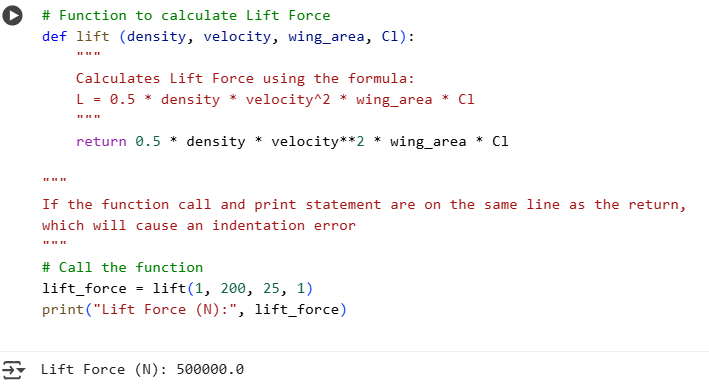 # Function to calculate Lift Force
def lift (density, velocity, wing_area, Cl):
    """
    Calculates Lift Force using the formula:
    L = 0.5 * density * velocity^2 * wing_area * Cl
    """
    return 0.5 * density * velocity**2 * wing_area * Cl
"""
If the function call and print statement are on the same line as the return,
which will cause an indentation error
"""
# Call the function
lift_force = lift(1, 200, 25, 1)
print("Lift Force (N):", lift_force)
Lift Force (N): 500000.0